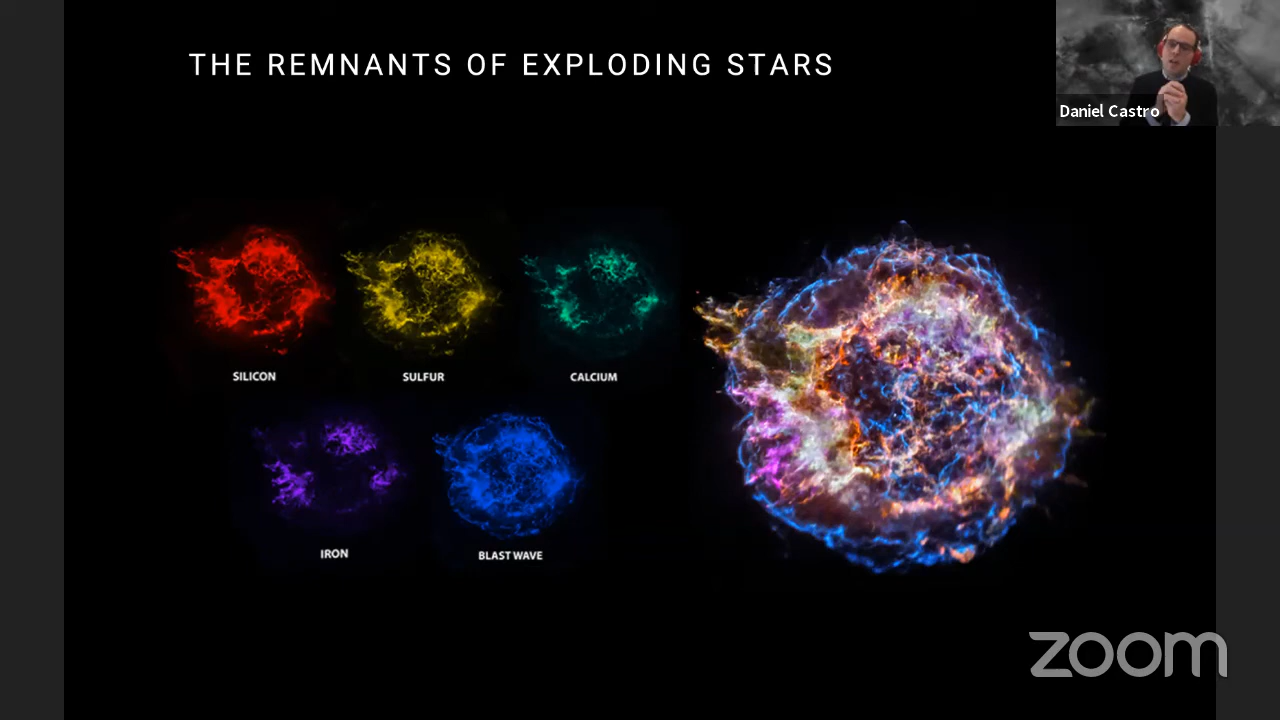 THE REMNANTS OF EXPLODING STARS
Daniel Castro
SILICON
SULFUR
CALCIUM
IRON
BLAST WAVE
zoom